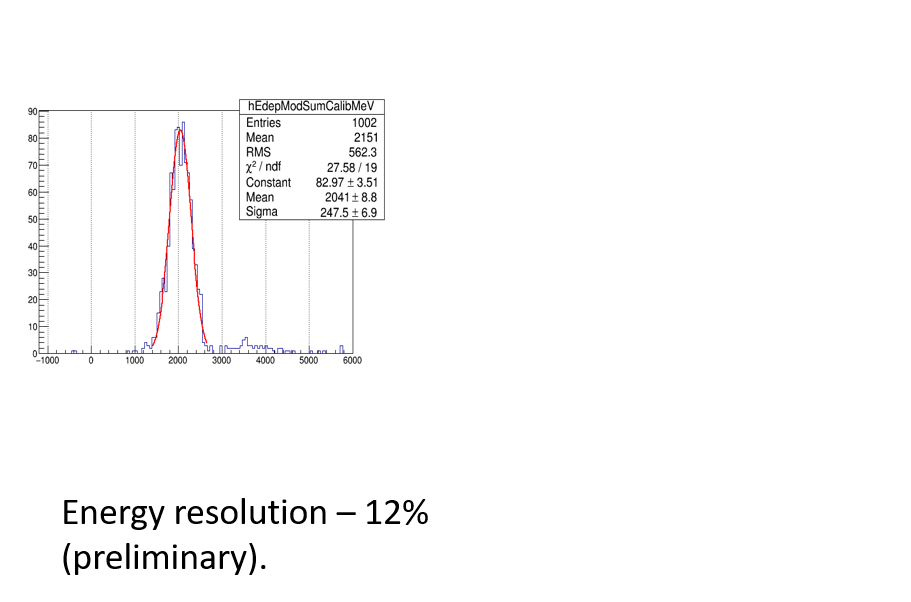 hEdepModSumCalibMeV
Entries 1002
Mean 2151
RMS 562.3
χ² / ndf 27.58 / 19
Constant 82.97 ± 3.51
Mean 2041 ± 8.8
Sigma 247.5 ± 6.9
90
80
70
60
50
40
30
20
10
0
−1000 0 1000 2000 3000 4000 5000 6000
Energy resolution – 12%
(preliminary).